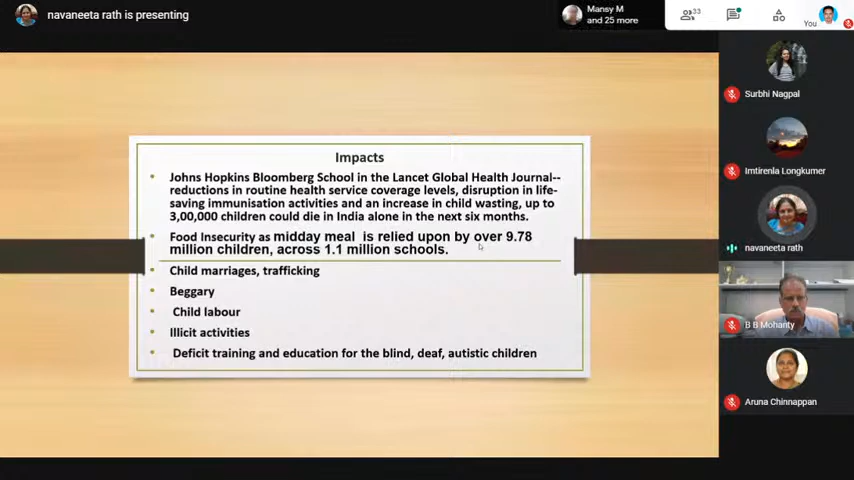 navaneeta rath is presenting
Mansy M
and 25 more
33
You
Impacts
Johns Hopkins Bloomberg School in the Lancet Global Health Journal--
reductions in routine health service coverage levels, disruption in life-
saving immunisation activities and an increase in child wasting, up to
3,00,000 children could die in India alone in the next six months.
Food Insecurity as midday meal is relied upon by over 9.78
million children, across 1.1 million schools.
Child marriages, trafficking
Beggary
Child labour
Illicit activities
Deficit training and education for the blind, deaf, autistic children
Surbhi Nagpal
Imtirenla Longkumer
navaneeta rath
B B Mohanty
Aruna Chinnappan